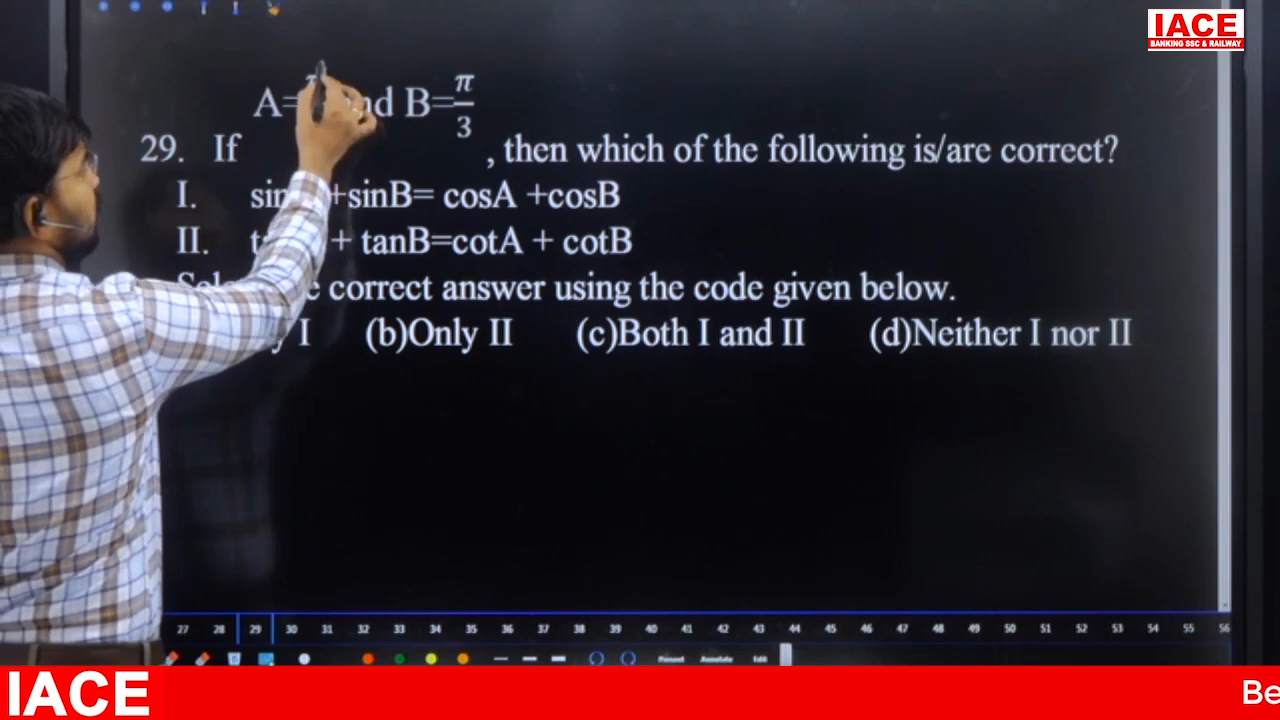 IACE
BANKING SSC & RAILWAY
A= B=π/3
29. If , then which of the following is/are correct?
I. +sinB= cosA +cosB
II. + tanB=cotA + cotB
correct answer using the code given below.
I (b)Only II (c)Both I and II (d)Neither I nor II
27 28 29 30 31 32 33 34 35 36 37 38 39 40 41 42 43 44 45 46 47 48 49 50 51 52 53 54 55 56
Annotate Edit
IACE Be